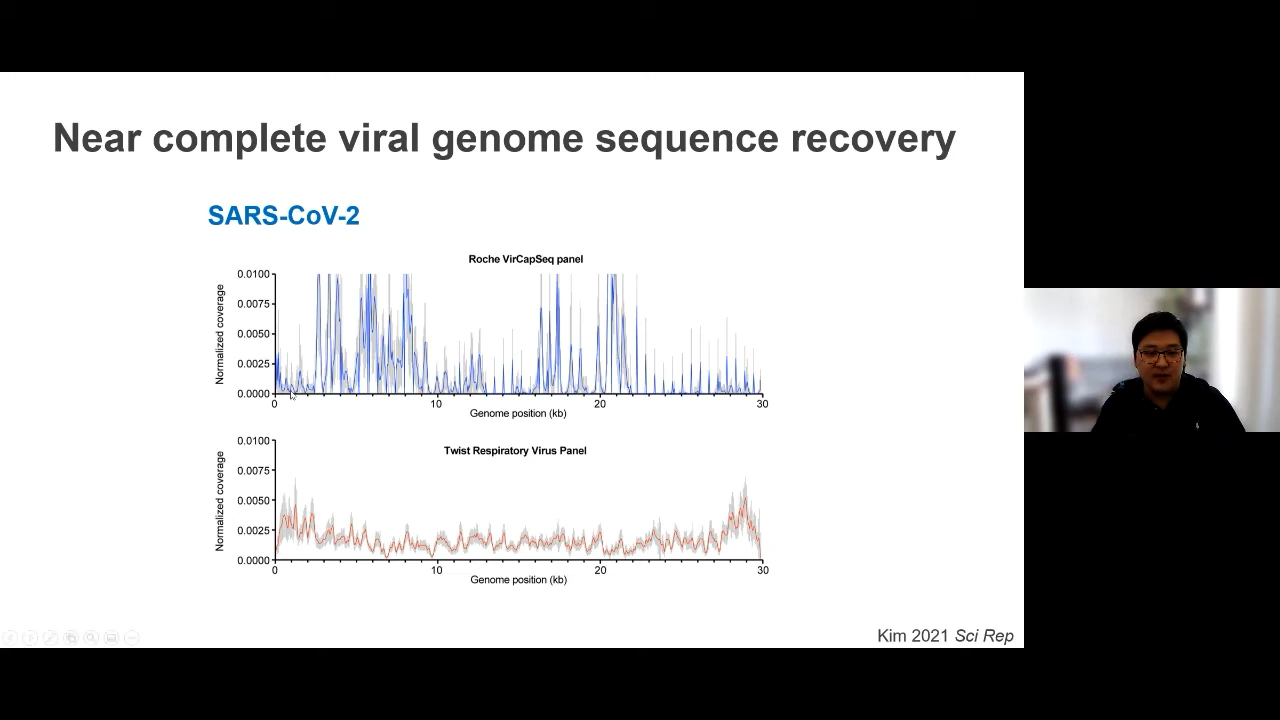 Near complete viral genome sequence recovery
SARS-CoV-2
Roche VirCapSeq panel
Normalized coverage
0.0100
0.0075
0.0050
0.0025
0.0000
0
10
20
30
Genome position (kb)
Twist Respiratory Virus Panel
Normalized coverage
0.0100
0.0075
0.0050
0.0025
0.0000
0
10
20
30
Genome position (kb)
Kim 2021 Sci Rep